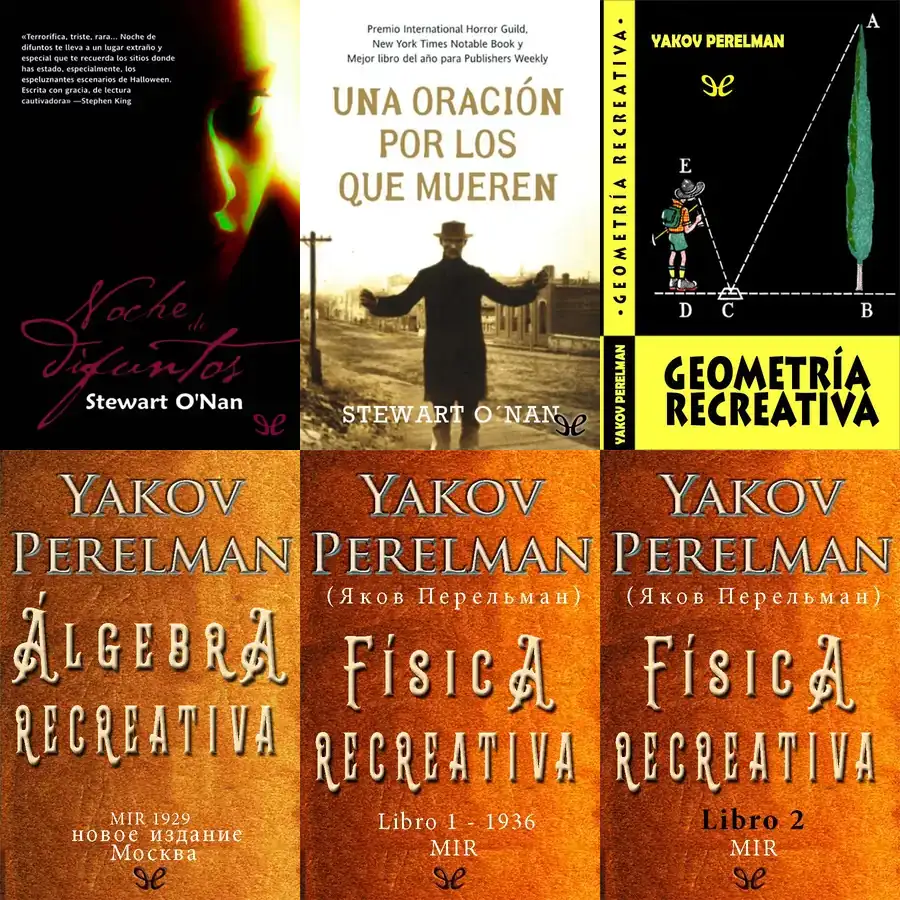 «Terrorífica, triste, rara... Noche de
difuntos te lleva a un lugar extraño y
especial que te recuerda los sitios donde
has estado, especialmente, los
espeluznantes escenarios de Halloween.
Escrita con gracia, de lectura
cautivadora» —Stephen King
Noche de
difuntos
Stewart O'Nan
Premio International Horror Guild,
New York Times Notable Book y
Mejor libro del año para Publishers Weekly
UNA ORACIÓN
POR LOS
QUE MUEREN
STEWART O´NAN
·GEOMETRÍA RECREATIVA·
YAKOV PERELMAN
YAKOV PERELMAN
A
E
D
C
B
GEOMETRÍA
RECREATIVA
YAKOV
PERELMAN
ÁLGEBRA
RECREATIVA
MIR 1929
новое издание
Москва
YAKOV
PERELMAN
(Яков Перельман)
FÍSICA
RECREATIVA
Libro 1 - 1936
MIR
YAKOV
PERELMAN
(Яков Перельман)
FÍSICA
RECREATIVA
Libro 2
MIR